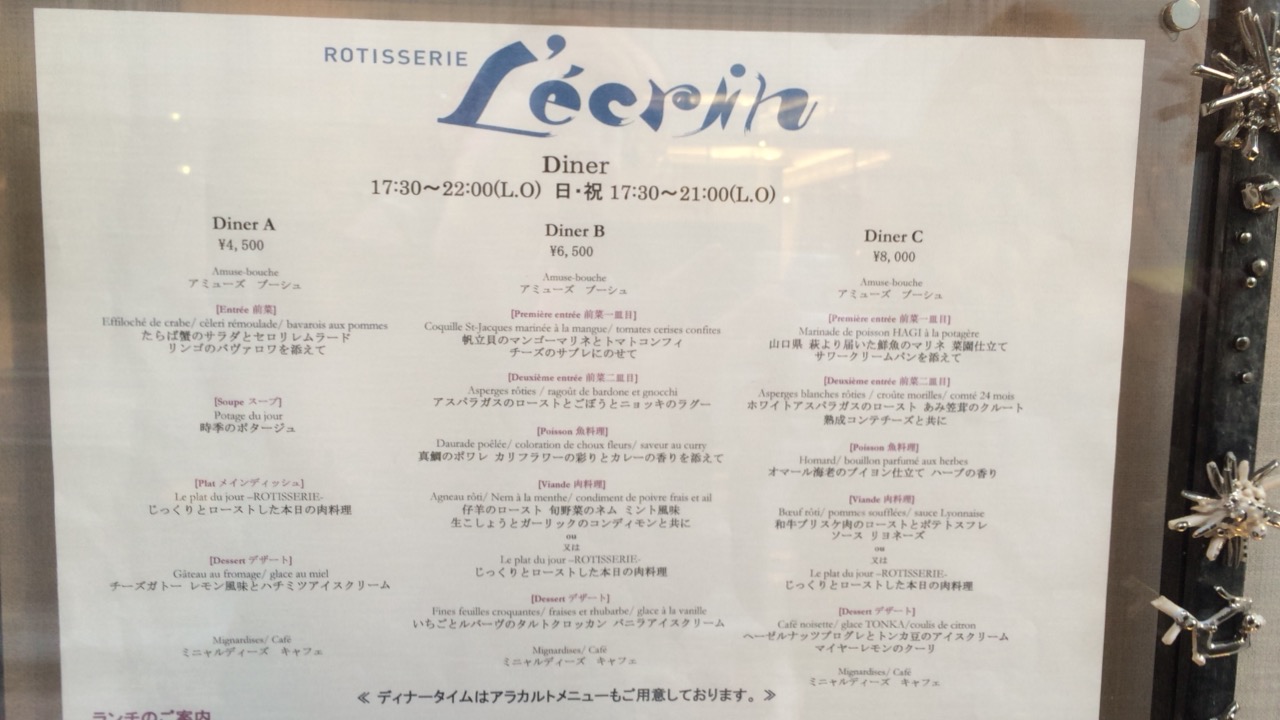 ROTISSERIE L'écrin
Diner
17:30～22:00(L.O) 日・祝 17:30～21:00(L.O)
Diner A
¥4,500
Amuse-bouche
アミューズ ブーシュ
[Entrée 前菜]
Effiloché de crabe/ cèleri rémoulade/ bavarois aux pommes
たらば蟹のサラダとセロリレムラード
リンゴのバヴァロワを添えて
[Soupe スープ]
Potage du jour
時季のポタージュ
[Plat メインディッシュ]
Le plat du jour –ROTISSERIE-
じっくりとローストした本日の肉料理
[Dessert デザート]
Gâteau au fromage/ glace au miel
チーズガトー レモン風味とハチミツアイスクリーム
Mignardises/ Café
ミニャルディーズ キャフェ
Diner B
¥6,500
Amuse-bouche
アミューズ ブーシュ
[Première entrée 前菜一皿目]
Coquille St-Jacques marinée à la mangue/ tomates cerises confites
帆立貝のマンゴーマリネとトマトコンフィ
チーズのサブレにのせて
[Deuxième entrée 前菜二皿目]
Asperges rôties / ragoût de bardone et gnocchi
アスパラガスのローストとごぼうとニョッキのラグー
[Poisson 魚料理]
Daurade poêlée/ coloration de choux fleurs/ saveur au curry
真鯛のポワレ カリフラワーの彩りとカレーの香りを添えて
[Viande 肉料理]
Agneau rôti/ Nem à la menthe/ condiment de poivre frais et ail
仔羊のロースト 旬野菜のネム ミント風味
生こしょうとガーリックのコンディモンと共に
ou
又は
Le plat du jour –ROTISSERIE-
じっくりとローストした本日の肉料理
[Dessert デザート]
Fines feuilles croquantes/ fraises et rhubarbe/ glace à la vanille
いちごとルバーヴのタルトクロッカン バニラアイスクリーム
Mignardises/ Café
ミニャルディーズ キャフェ
Diner C
¥8,000
Amuse-bouche
アミューズ ブーシュ
[Première entrée 前菜一皿目]
Marinade de poisson HAGI à la potagère
山口県 萩より届いた鮮魚のマリネ 菜園仕立て
サワークリームパンを添えて
[Deuxième entrée 前菜二皿目]
Asperges blanches rôties / croûte morilles/ comté 24 mois
ホワイトアスパラガスのロースト あみ笠茸のクルート
熟成コンテチーズと共に
[Poisson 魚料理]
Homard/ bouillon parfumé aux herbes
オマール海老のブイヨン仕立て ハーブの香り
[Viande 肉料理]
Bœuf rôti/ pommes soufflées/ sauce Lyonnaise
和牛ブリスケ肉のローストとポテトスフレ
ソース リヨネーズ
ou
又は
Le plat du jour –ROTISSERIE-
じっくりとローストした本日の肉料理
[Dessert デザート]
Café noisette/ glace TONKA/coulis de citron
ヘーゼルナッツプログレとトンカ豆のアイスクリーム
マイヤーレモンのクーリ
Mignardises/ Café
ミニャルディーズ キャフェ
≪ ディナータイムはアラカルトメニューもご用意しております。≫
ランチのご案内